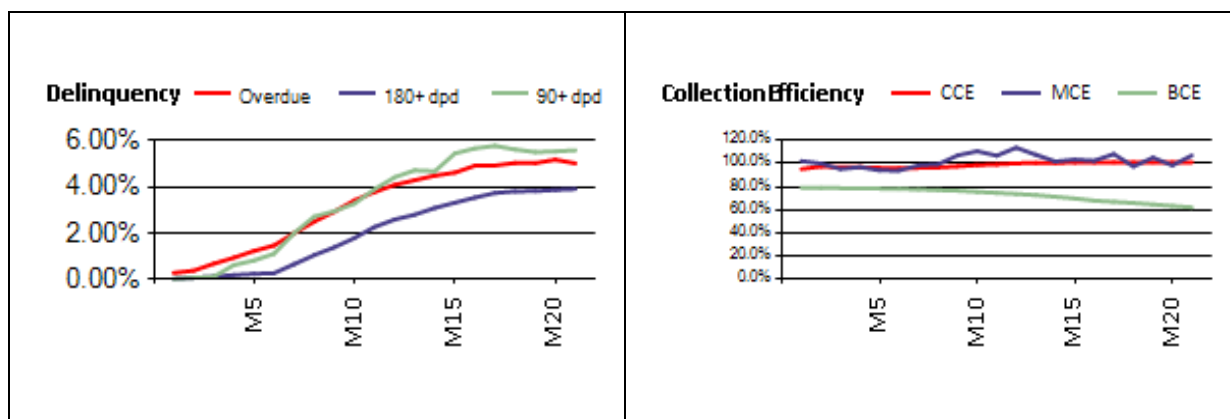 Delinquency Overdue 180+ dpd 90+ dpd
6.00%
4.00%
2.00%
0.00%
M5 M10 M15 M20
Collection Efficiency CCE MCE BCE
120.0%
100.0%
80.0%
60.0%
40.0%
20.0%
0.0%
M5 M10 M15 M20